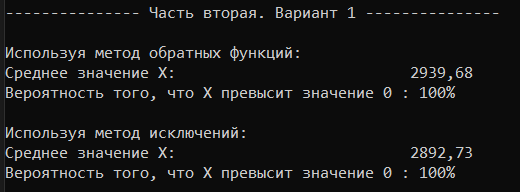 --------------- Часть вторая. Вариант 1 ---------------
Используя метод обратных функций:
Среднее значение X: 2939,68
Вероятность того, что X превысит значение 0 : 100%
Используя метод исключений:
Среднее значение X: 2892,73
Вероятность того, что X превысит значение 0 : 100%